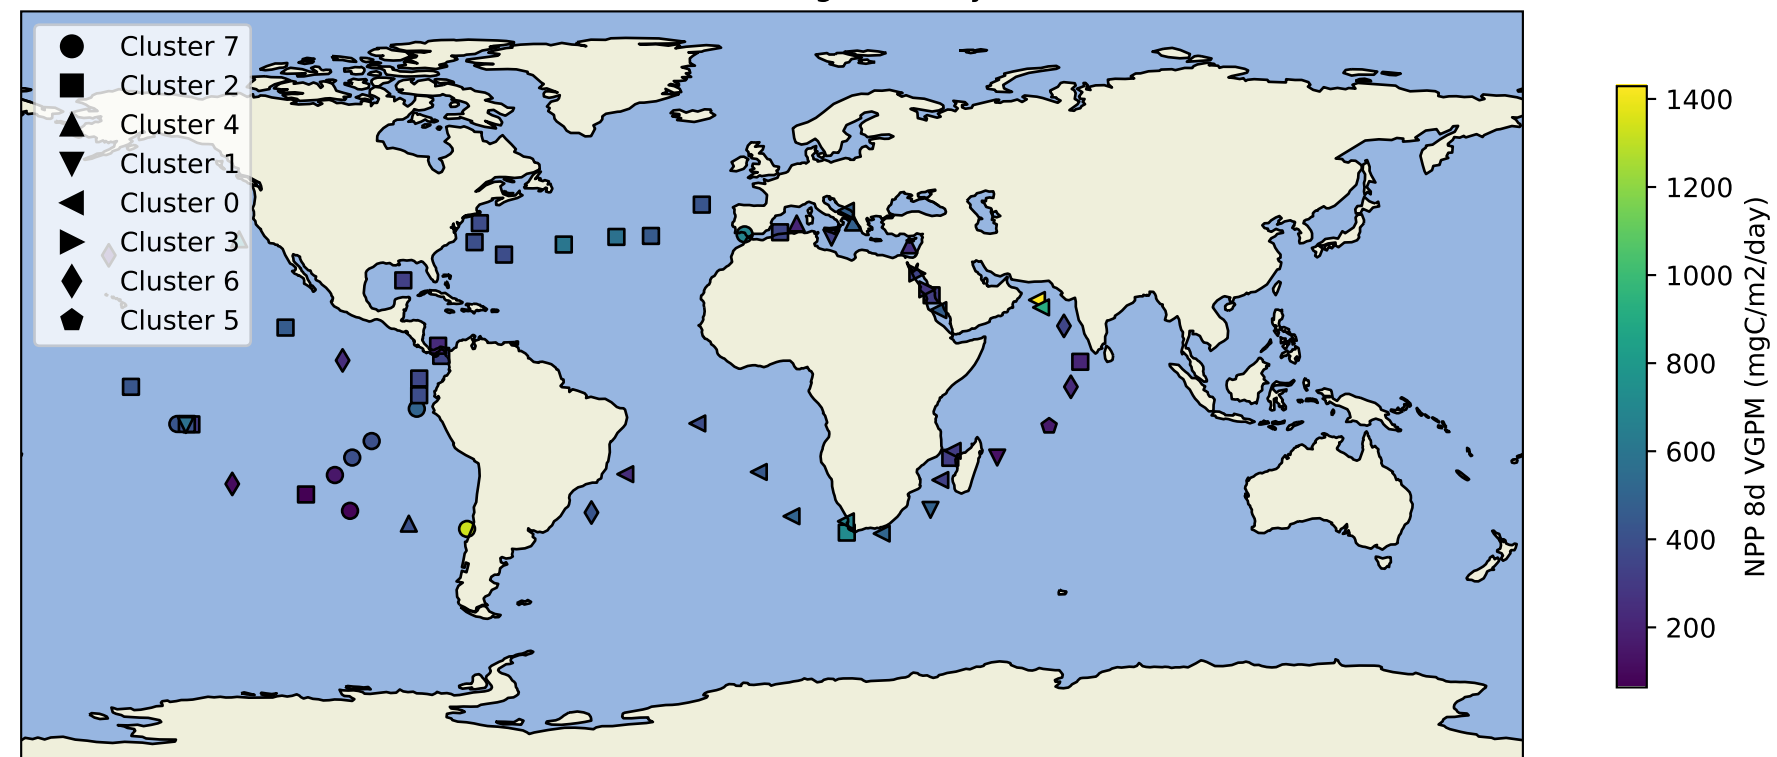 Cluster 7
Cluster 2
Cluster 4
Cluster 1
Cluster 0
Cluster 3
Cluster 6
Cluster 5
1400
1200
1000
800
600
400
200
NPP 8d VGPM (mgC/m2/day)